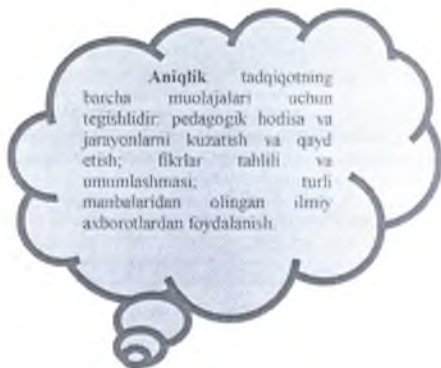 Aniqlik tadqiqotning
barcha muolajalari uchun
tegishlidir: pedagogik hodisa va
jarayonlarni kuzatish va qayd
etish; fikrlar tahlili va
umumlashmasi; turli
manbalaridan olingan ilmiy
axborotlardan foydalanish.